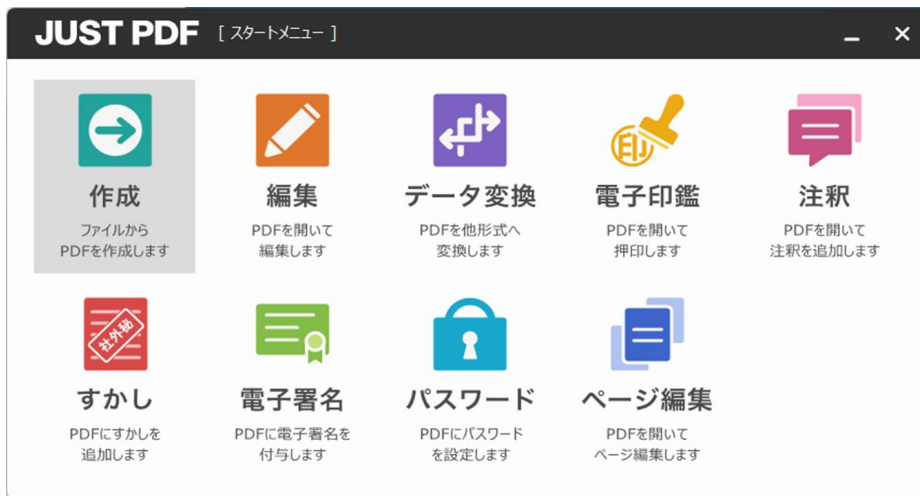 JUST PDF [ スタートメニュー ]
作成
ファイルから
PDFを作成します
編集
PDFを開いて
編集します
データ変換
PDFを他形式へ
変換します
印
電子印鑑
PDFを開いて
押印します
注釈
PDFを開いて
注釈を追加します
社外秘
すかし
PDFにすかしを
追加します
電子署名
PDFに電子署名を
付与します
パスワード
PDFにパスワード
を設定します
ページ編集
PDFを開いて
ページ編集します